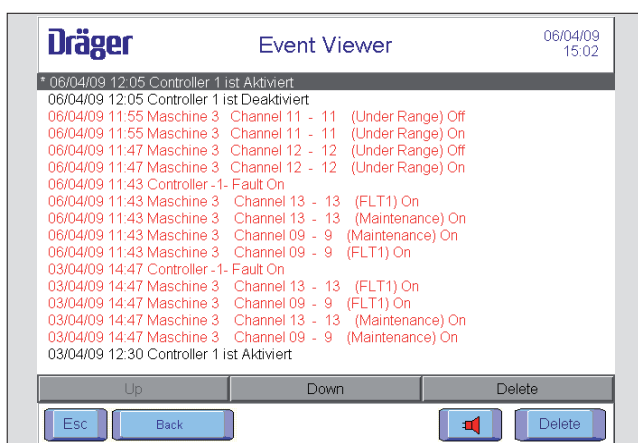 Dräger
Event Viewer
06/04/09
15:02
* 06/04/09 12:05 Controller 1 ist Aktiviert
06/04/09 12:05 Controller 1 ist Deaktiviert
06/04/09 11:55 Maschine 3 Channel 11 - 11 (Under Range) Off
06/04/09 11:55 Maschine 3 Channel 11 - 11 (Under Range) On
06/04/09 11:47 Maschine 3 Channel 12 - 12 (Under Range) Off
06/04/09 11:47 Maschine 3 Channel 12 - 12 (Under Range) On
06/04/09 11:43 Controller -1- Fault On
06/04/09 11:43 Maschine 3 Channel 13 - 13 (FLT1) On
06/04/09 11:43 Maschine 3 Channel 13 - 13 (Maintenance) On
06/04/09 11:43 Maschine 3 Channel 09 - 9 (Maintenance) On
06/04/09 11:43 Maschine 3 Channel 09 - 9 (FLT1) On
03/04/09 14:47 Controller -1- Fault On
03/04/09 14:47 Maschine 3 Channel 13 - 13 (FLT1) On
03/04/09 14:47 Maschine 3 Channel 09 - 9 (FLT1) On
03/04/09 14:47 Maschine 3 Channel 13 - 13 (Maintenance) On
03/04/09 14:47 Maschine 3 Channel 09 - 9 (Maintenance) On
03/04/09 12:30 Controller 1 ist Aktiviert
Up Down Delete
Esc Back Delete